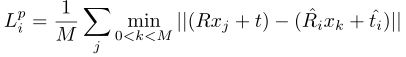 $L_i^p = \frac{1}{M} \sum_j \min_{0<k<M} ||(Rx_j + t) - (\hat{R}_i x_k + \hat{t}_i)||$